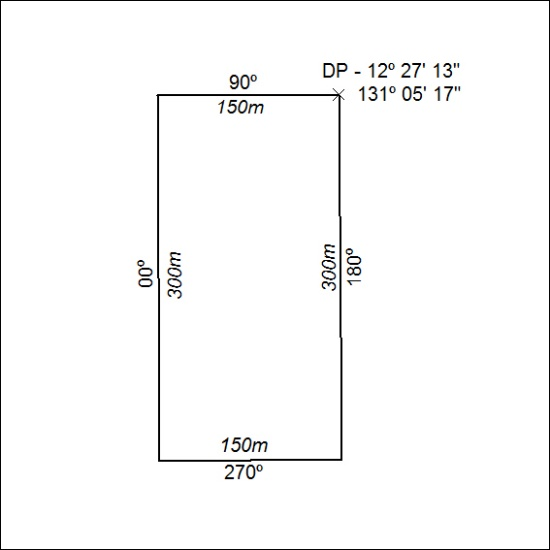 DP - 12º 27' 13"
131º 05' 17"
90º
150m
00º
300m
300m
180º
150m
270º